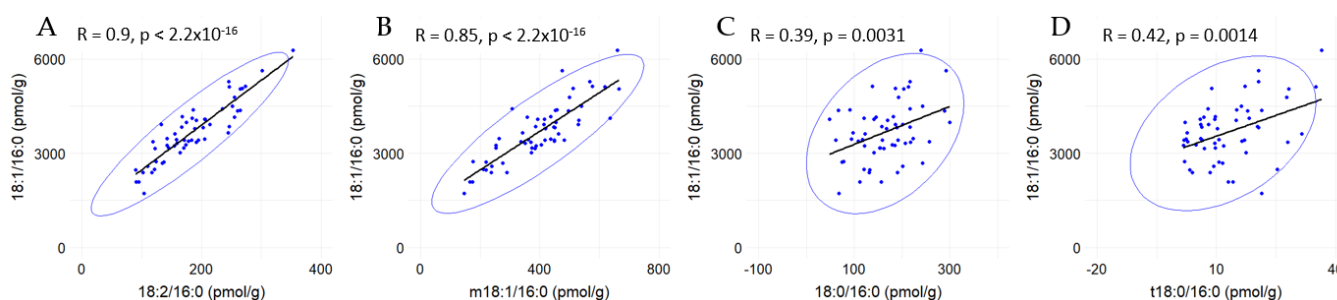 A
R = 0.9, p < 2.2x10⁻¹⁶
6000
3000
0
18:1/16:0 (pmol/g)
0
200
400
18:2/16:0 (pmol/g)
B
R = 0.85, p < 2.2x10⁻¹⁶
6000
3000
0
18:1/16:0 (pmol/g)
0
400
800
m18:1/16:0 (pmol/g)
C
R = 0.39, p = 0.0031
6000
3000
0
18:1/16:0 (pmol/g)
-100
100
300
18:0/16:0 (pmol/g)
D
R = 0.42, p = 0.0014
6000
3000
0
18:1/16:0 (pmol/g)
-20
10
40
t18:0/16:0 (pmol/g)